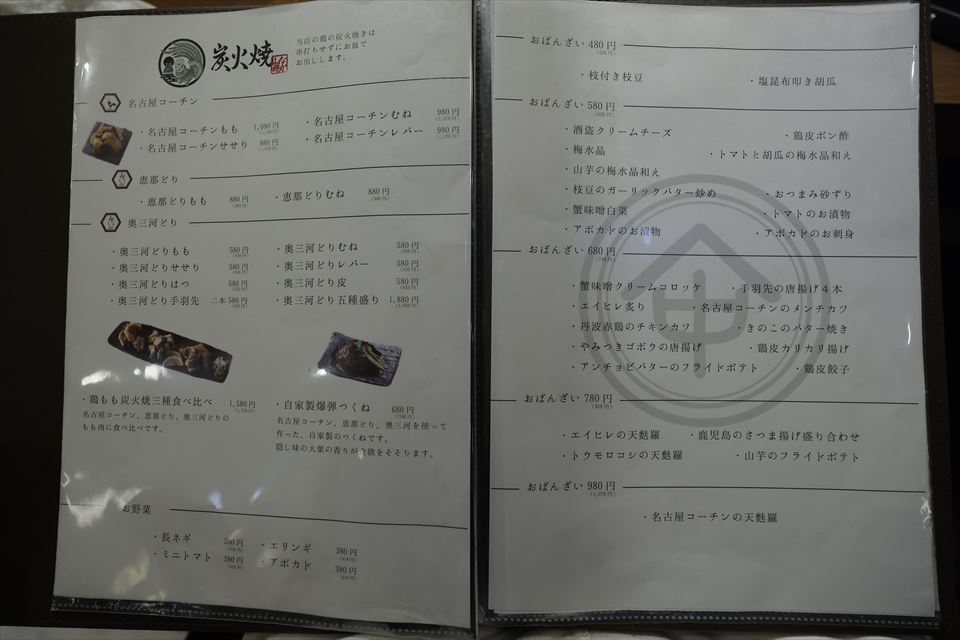 炭火焼
当店の鶏の炭火焼きは
串打ちせずにお皿で
お出しします。
名古屋コーチン
・名古屋コーチンもも 1,080円
・名古屋コーチンせせり 980円
・名古屋コーチンむね 980円
・名古屋コーチンレバー 980円
恵那どり
・恵那どりもも 880円
・恵那どりむね 880円
奥三河どり
・奥三河どりもも 580円
・奥三河どりせせり 580円
・奥三河どりはつ 580円
・奥三河どり手羽先 二本 580円
・奥三河どりむね 580円
・奥三河どりレバー 580円
・奥三河どり皮 580円
・奥三河どり五種盛り 1,880円
・鶏もも炭火焼三種食べ比べ 1,580円
名古屋コーチン、恵那どり、奥三河どりの
もも肉に食べ比べです。
・自家製爆弾つくね 680円
名古屋コーチン、恵那どり、奥三河を使って
作った、自家製のつくねです。
隠し味の大葉の香りが食欲をそそります。
お野菜
・長ネギ 380円
・ミニトマト 380円
・エリンギ 380円
・アボカド 380円
おばんざい 480円
・枝付き枝豆 ・塩昆布叩き胡瓜
おばんざい 580円
・酒盗クリームチーズ ・鶏皮ポン酢
・梅水晶 ・トマトと胡瓜の梅水晶和え
・山芋の梅水晶和え
・枝豆のガーリックバター炒め ・おつまみ砂ずり
・蟹味噌白菜 ・トマトのお漬物
・アボカドのお漬物 ・アボカドのお刺身
おばんざい 680円
・蟹味噌クリームコロッケ ・手羽先の唐揚げ4本
・エイヒレ炙り ・名古屋コーチンのメンチカツ
・丹波赤鶏のチキンカツ ・きのこのバター焼き
・やみつきゴボウの唐揚げ ・鶏皮カリカリ揚げ
・アンチョビバターのフライドポテト ・鶏皮餃子
おばんざい 780円
・エイヒレの天麩羅 ・鹿児島のさつま揚げ盛り合わせ
・トウモロコシの天麩羅 ・山芋のフライドポテト
おばんざい 980円
・名古屋コーチンの天麩羅